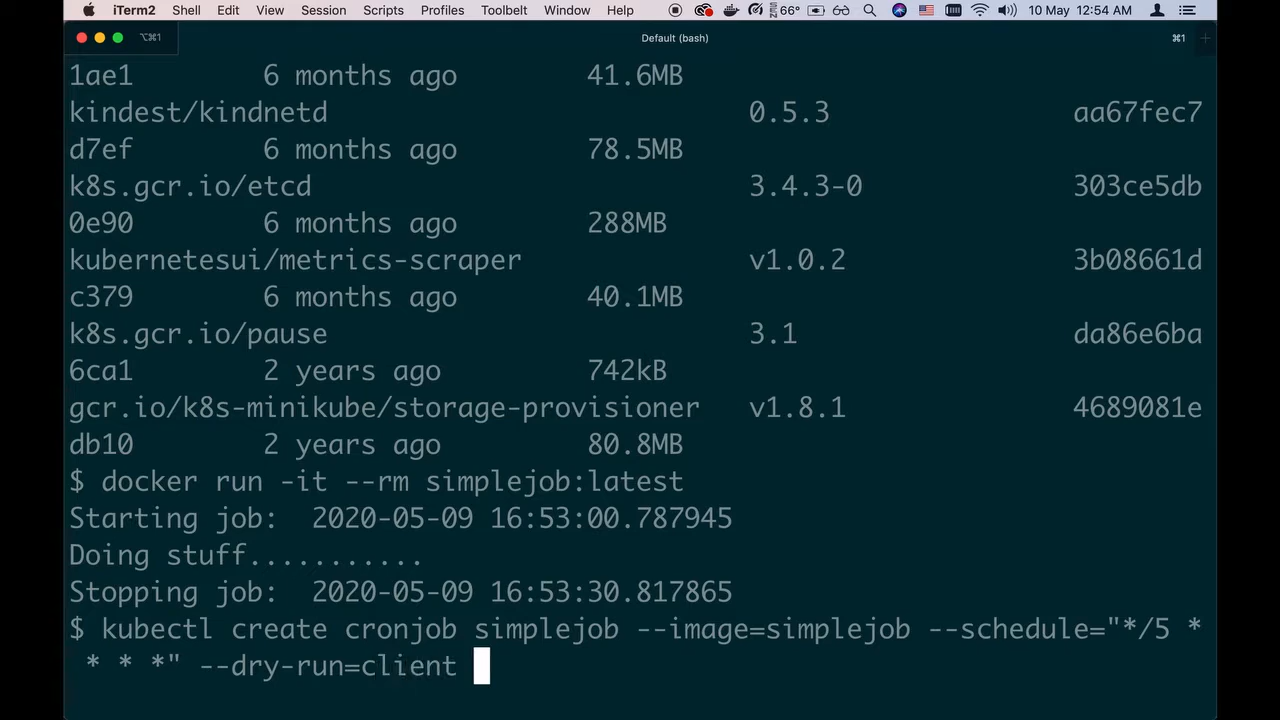 iTerm2 Shell Edit View Session Scripts Profiles Toolbelt Window Help 10 May 12:54 AM
⌥⌘1 Default (bash) ⌘1
1ae1 6 months ago 41.6MB
kindest/kindnetd 0.5.3 aa67fec7
d7ef 6 months ago 78.5MB
k8s.gcr.io/etcd 3.4.3-0 303ce5db
0e90 6 months ago 288MB
kubernetesui/metrics-scraper v1.0.2 3b08661d
c379 6 months ago 40.1MB
k8s.gcr.io/pause 3.1 da86e6ba
6ca1 2 years ago 742kB
gcr.io/k8s-minikube/storage-provisioner v1.8.1 4689081e
db10 2 years ago 80.8MB
$ docker run -it --rm simplejob:latest
Starting job:  2020-05-09 16:53:00.787945
Doing stuff...........
Stopping job:  2020-05-09 16:53:30.817865
$ kubectl create cronjob simplejob --image=simplejob --schedule="*/5 *
* * *" --dry-run=client